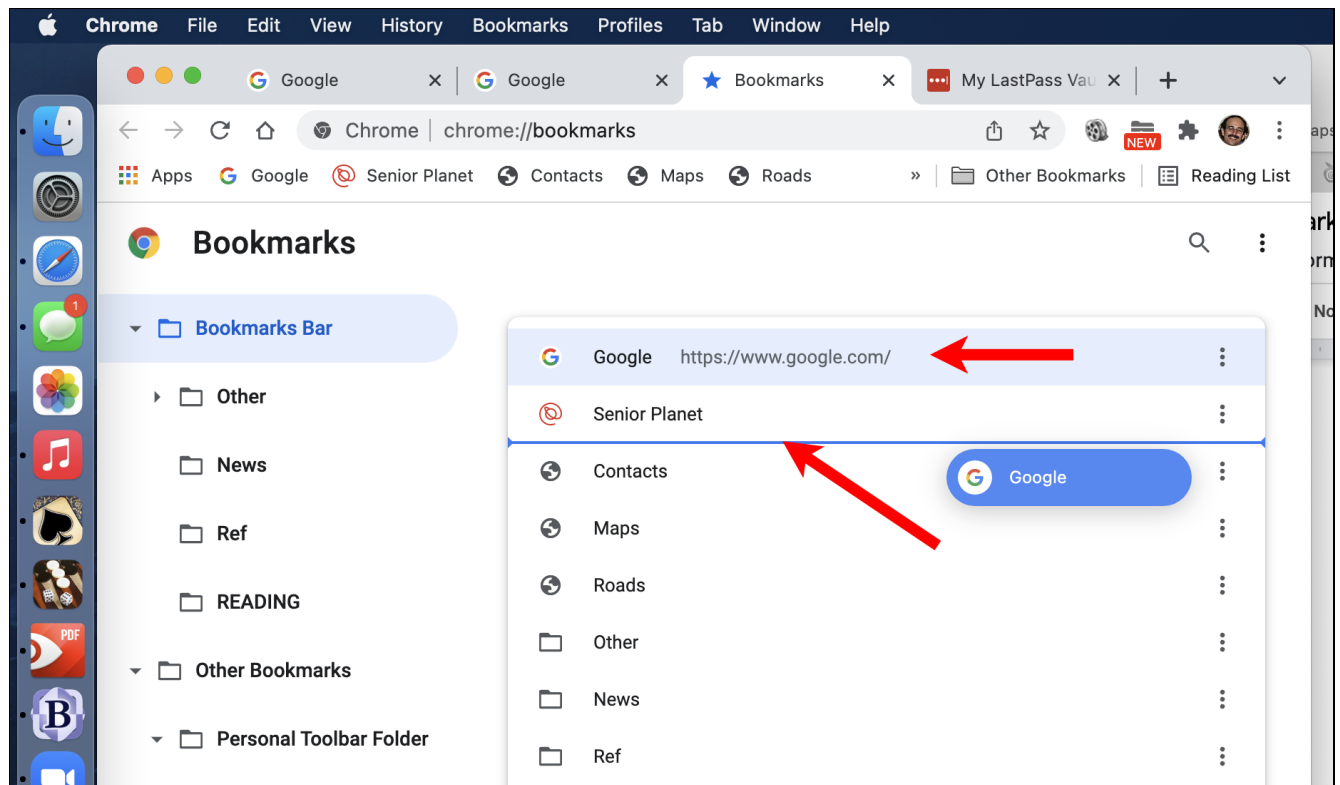 Chrome File Edit View History Bookmarks Profiles Tab Window Help
Google Google Bookmarks My LastPass Vau
Chrome chrome://bookmarks NEW
Apps Google Senior Planet Contacts Maps Roads » Other Bookmarks Reading List
Bookmarks
1
Bookmarks Bar
Other
News
Ref
READING
Other Bookmarks
Personal Toolbar Folder
Google https://www.google.com/
Senior Planet
Contacts
Google
Maps
Roads
Other
News
Ref
PDF
B
No